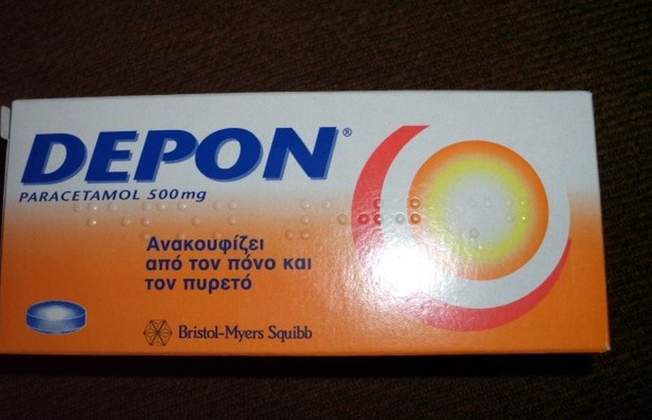 DEPON®
PARACETAMOL 500mg
Ανακουφίζει
από τον πόνο και
τον πυρετό
Bristol-Myers Squibb